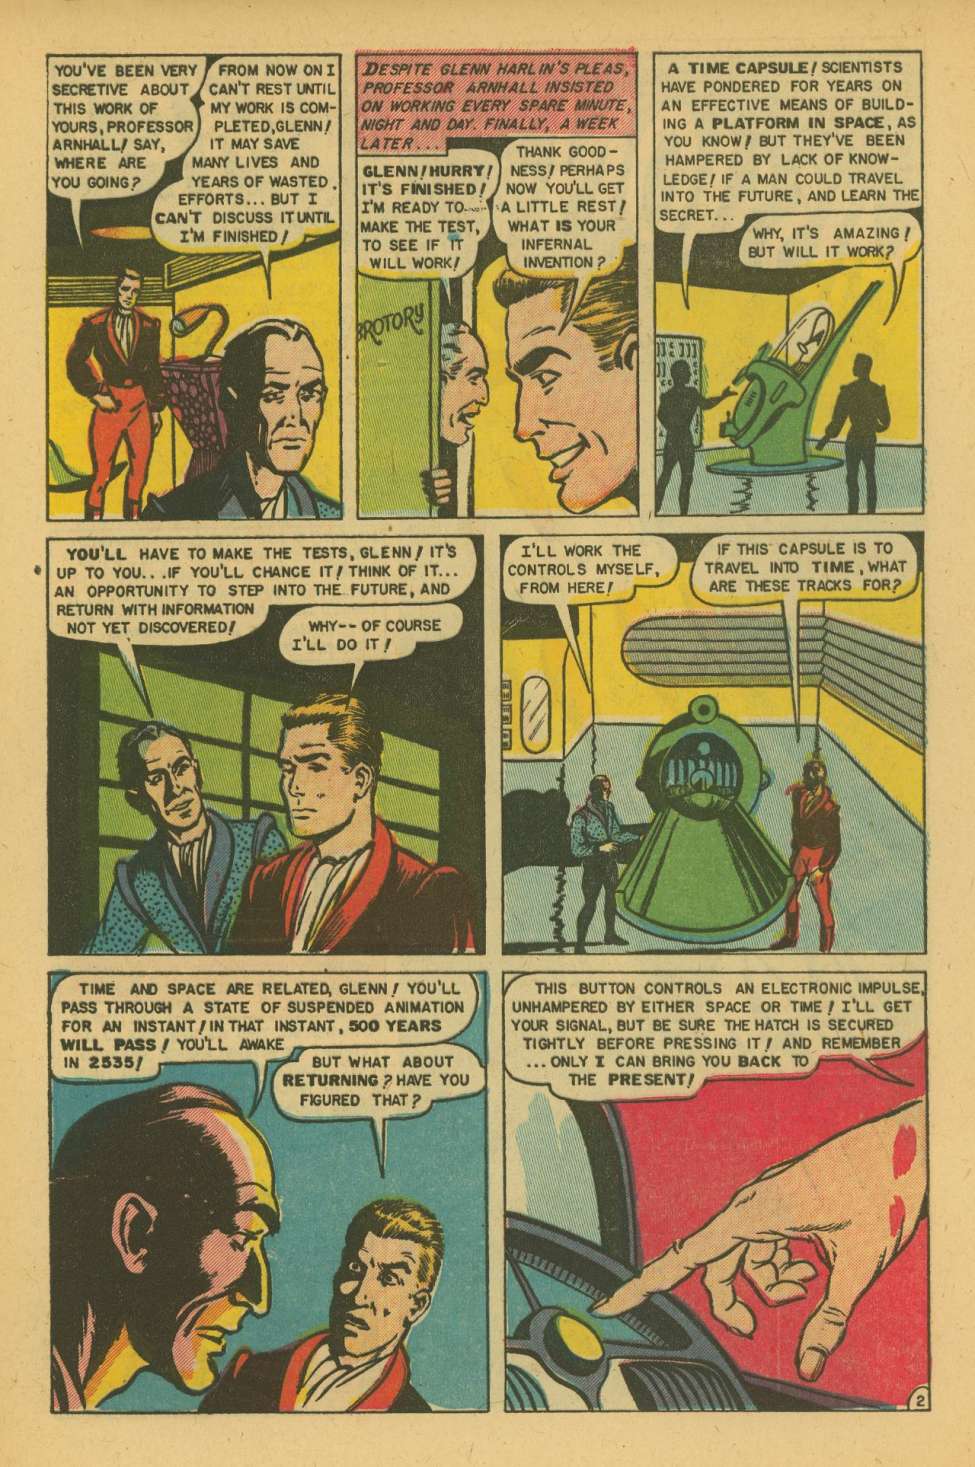 YOU'VE BEEN VERY
SECRETIVE ABOUT
THIS WORK OF
YOURS, PROFESSOR
ARNHALL! SAY,
WHERE ARE
YOU GOING?
FROM NOW ON I
CAN'T REST UNTIL
MY WORK IS COM-
PLETED, GLENN!
IT MAY SAVE
MANY LIVES AND
YEARS OF WASTED
EFFORTS... BUT I
CAN'T DISCUSS IT UNTIL
I'M FINISHED!
DESPITE GLENN HARLIN'S PLEAS,
PROFESSOR ARNHALL INSISTED
ON WORKING EVERY SPARE MINUTE,
NIGHT AND DAY. FINALLY, A WEEK
LATER...
GLENN! HURRY!
IT'S FINISHED!
I'M READY TO
MAKE THE TEST,
TO SEE IF IT
WILL WORK!
THANK GOOD-
NESS! PERHAPS
NOW YOU'LL GET
A LITTLE REST!
WHAT IS YOUR
INFERNAL
INVENTION?
BROTORY
A TIME CAPSULE! SCIENTISTS
HAVE PONDERED FOR YEARS ON
AN EFFECTIVE MEANS OF BUILD-
ING A PLATFORM IN SPACE, AS
YOU KNOW! BUT THEY'VE BEEN
HAMPERED BY LACK OF KNOW-
LEDGE! IF A MAN COULD TRAVEL
INTO THE FUTURE, AND LEARN THE
SECRET...
WHY, IT'S AMAZING!
BUT WILL IT WORK?
YOU'LL HAVE TO MAKE THE TESTS, GLENN! IT'S
UP TO YOU... IF YOU'LL CHANCE IT! THINK OF IT...
AN OPPORTUNITY TO STEP INTO THE FUTURE, AND
RETURN WITH INFORMATION
NOT YET DISCOVERED!
WHY-- OF COURSE
I'LL DO IT!
I'LL WORK THE
CONTROLS MYSELF,
FROM HERE!
IF THIS CAPSULE IS TO
TRAVEL INTO TIME, WHAT
ARE THESE TRACKS FOR?
TIME AND SPACE ARE RELATED, GLENN! YOU'LL
PASS THROUGH A STATE OF SUSPENDED ANIMATION
FOR AN INSTANT! IN THAT INSTANT, 500 YEARS
WILL PASS! YOU'LL AWAKE
IN 2535!
BUT WHAT ABOUT
RETURNING? HAVE YOU
FIGURED THAT?
THIS BUTTON CONTROLS AN ELECTRONIC IMPULSE,
UNHAMPERED BY EITHER SPACE OR TIME! I'LL GET
YOUR SIGNAL, BUT BE SURE THE HATCH IS SECURED
TIGHTLY BEFORE PRESSING IT! AND REMEMBER
...ONLY I CAN BRING YOU BACK TO
THE PRESENT!
2